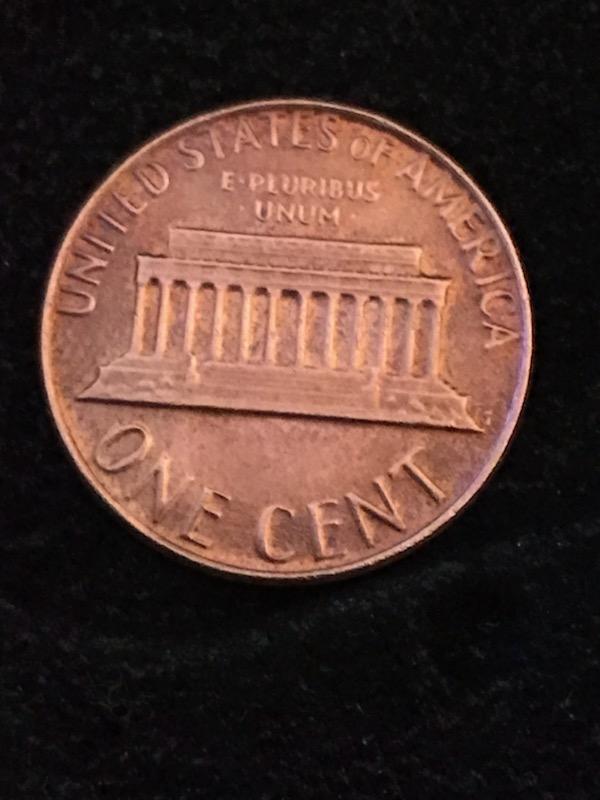 UNITED STATES OF AMERICA
E·PLURIBUS
·UNUM·
ONE CENT